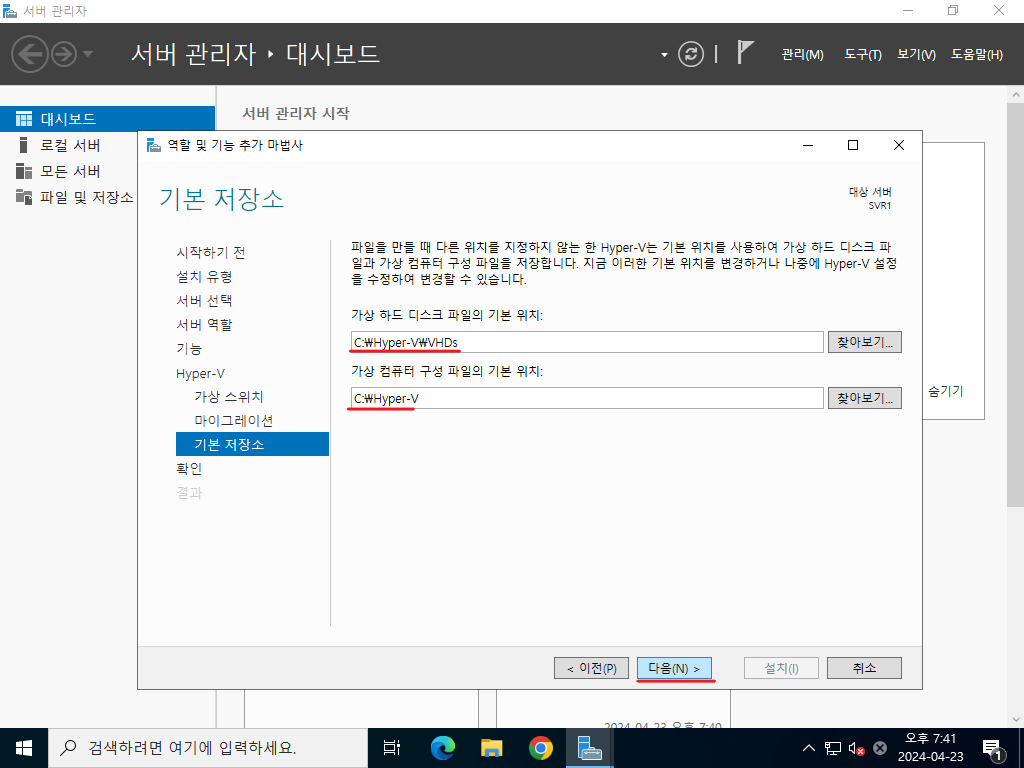 서버 관리자
서버 관리자 ‣ 대시보드
관리(M) 도구(T) 보기(V) 도움말(H)
대시보드
로컬 서버
모든 서버
파일 및 저장소
서버 관리자 시작
역할 및 기능 추가 마법사
기본 저장소
대상 서버
SVR1
시작하기 전
설치 유형
서버 선택
서버 역할
기능
Hyper-V
가상 스위치
마이그레이션
기본 저장소
확인
결과
파일을 만들 때 다른 위치를 지정하지 않는 한 Hyper-V는 기본 위치를 사용하여 가상 하드 디스크 파
일과 가상 컴퓨터 구성 파일을 저장합니다. 지금 이러한 기본 위치를 변경하거나 나중에 Hyper-V 설정
을 수정하여 변경할 수 있습니다.
가상 하드 디스크 파일의 기본 위치:
C:₩Hyper-V₩VHDs 찾아보기...
가상 컴퓨터 구성 파일의 기본 위치:
C:₩Hyper-V 찾아보기...
숨기기
< 이전(P) 다음(N) > 설치(I) 취소
2024-04-23 오후 7:40
검색하려면 여기에 입력하세요.
오후 7:41
2024-04-23
1